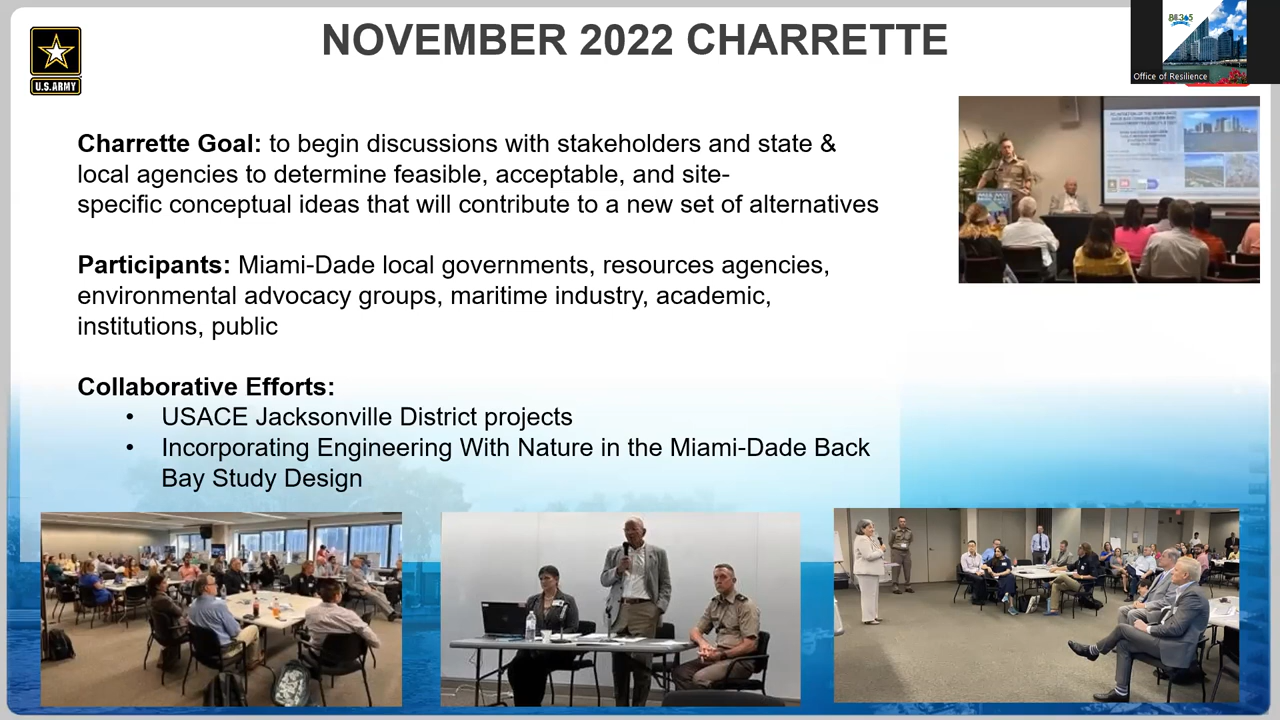 NOVEMBER 2022 CHARRETTE
U.S.ARMY
Office of Resilience
Charrette Goal: to begin discussions with stakeholders and state &
local agencies to determine feasible, acceptable, and site-
specific conceptual ideas that will contribute to a new set of alternatives
Participants: Miami-Dade local governments, resources agencies,
environmental advocacy groups, maritime industry, academic,
institutions, public
Collaborative Efforts:
• USACE Jacksonville District projects
• Incorporating Engineering With Nature in the Miami-Dade Back
Bay Study Design